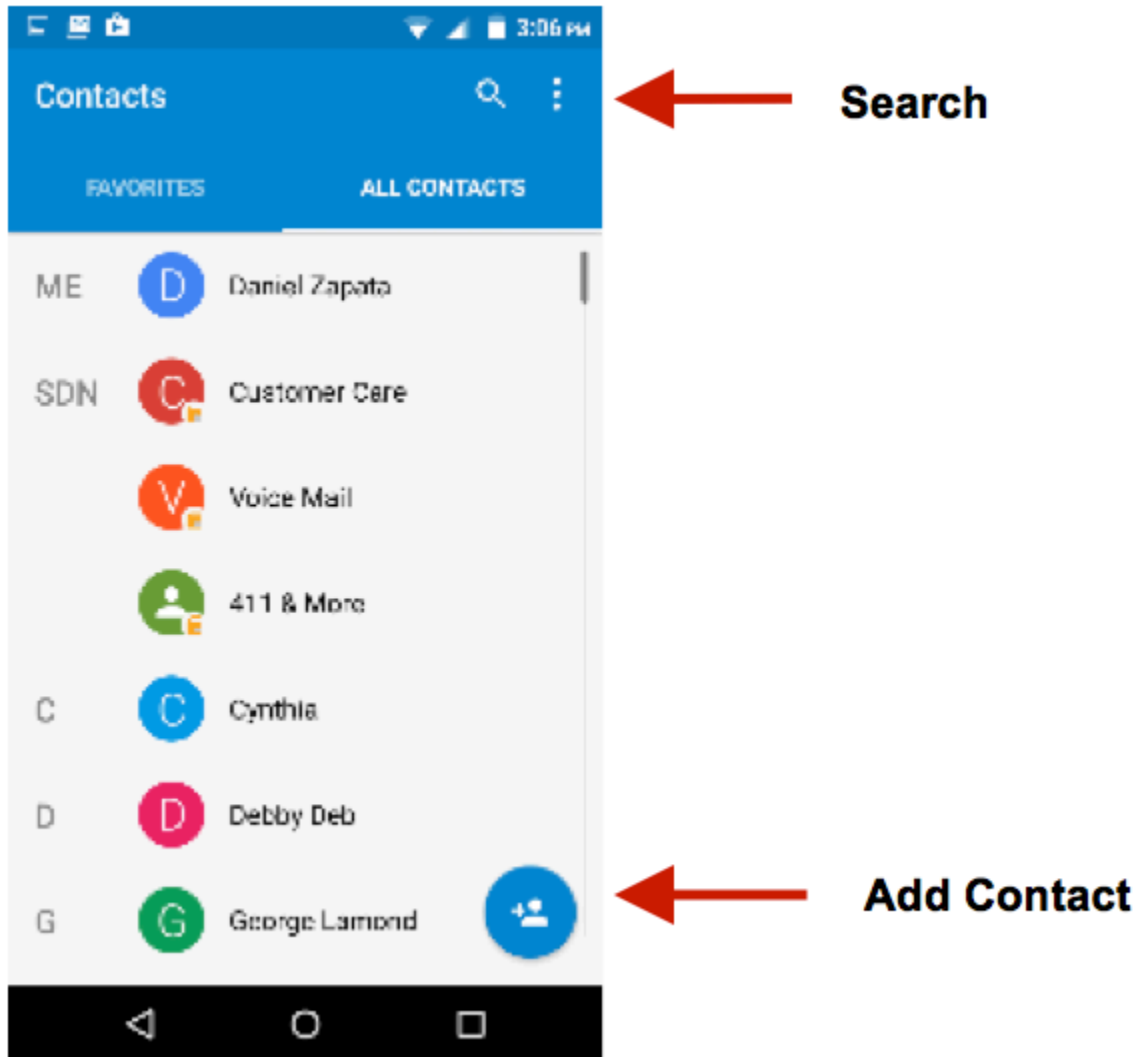 3:06 PM
Contacts
Search
FAVORITES
ALL CONTACTS
ME
D
Daniel Zapata
SDN
C
Customer Care
V
Voice Mail
411 & More
C
C
Cynthia
D
D
Debby Deb
G
G
George Lamond
Add Contact